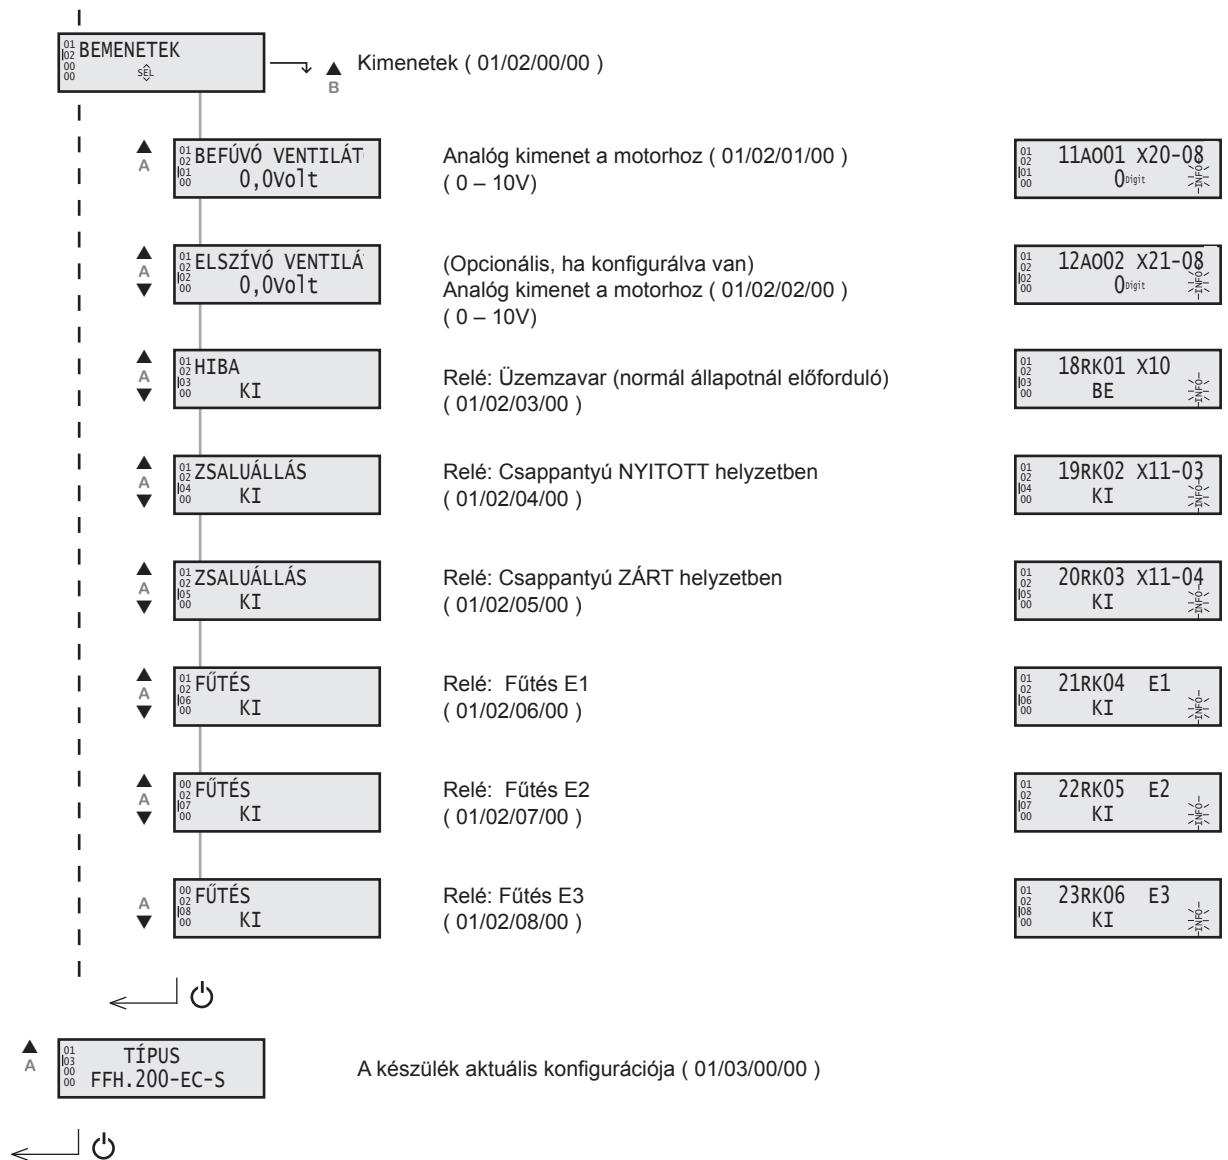 01
02
00
00
BEMENETEK
SEL
B
Kimenetek ( 01/02/00/00 )
A
01
02
01
00
BEFÚVÓ VENTILÁT
0,0Volt
Analóg kimenet a motorhoz ( 01/02/01/00 )
( 0 – 10V)
01
02
01
00
11AO01 X20-08
0Digit
-INFO-
A
01
02
02
00
ELSZÍVÓ VENTILÁ
0,0Volt
(Opcionális, ha konfigurálva van)
Analóg kimenet a motorhoz ( 01/02/02/00 )
( 0 – 10V)
01
02
02
00
12AO02 X21-08
0Digit
-INFO-
A
01
02
03
00
HIBA
KI
Relé: Üzemzavar (normál állapotnál előforduló)
( 01/02/03/00 )
01
02
03
00
18RK01 X10
BE
-INFO-
A
01
02
04
00
ZSALUÁLLÁS
KI
Relé: Csappantyú NYITOTT helyzetben
( 01/02/04/00 )
01
02
04
00
19RK02 X11-03
KI
-INFO-
A
01
02
05
00
ZSALUÁLLÁS
KI
Relé: Csappantyú ZÁRT helyzetben
( 01/02/05/00 )
01
02
05
00
20RK03 X11-04
KI
-INFO-
A
01
02
06
00
FŰTÉS
KI
Relé: Fűtés E1
( 01/02/06/00 )
01
02
06
00
21RK04 E1
KI
-INFO-
A
00
02
07
00
FŰTÉS
KI
Relé: Fűtés E2
( 01/02/07/00 )
01
02
07
00
22RK05 E2
KI
-INFO-
A
00
02
08
00
FŰTÉS
KI
Relé: Fűtés E3
( 01/02/08/00 )
01
02
08
00
23RK06 E3
KI
-INFO-
A
01
03
00
00
TÍPUS
FFH.200-EC-S
A készülék aktuális konfigurációja ( 01/03/00/00 )